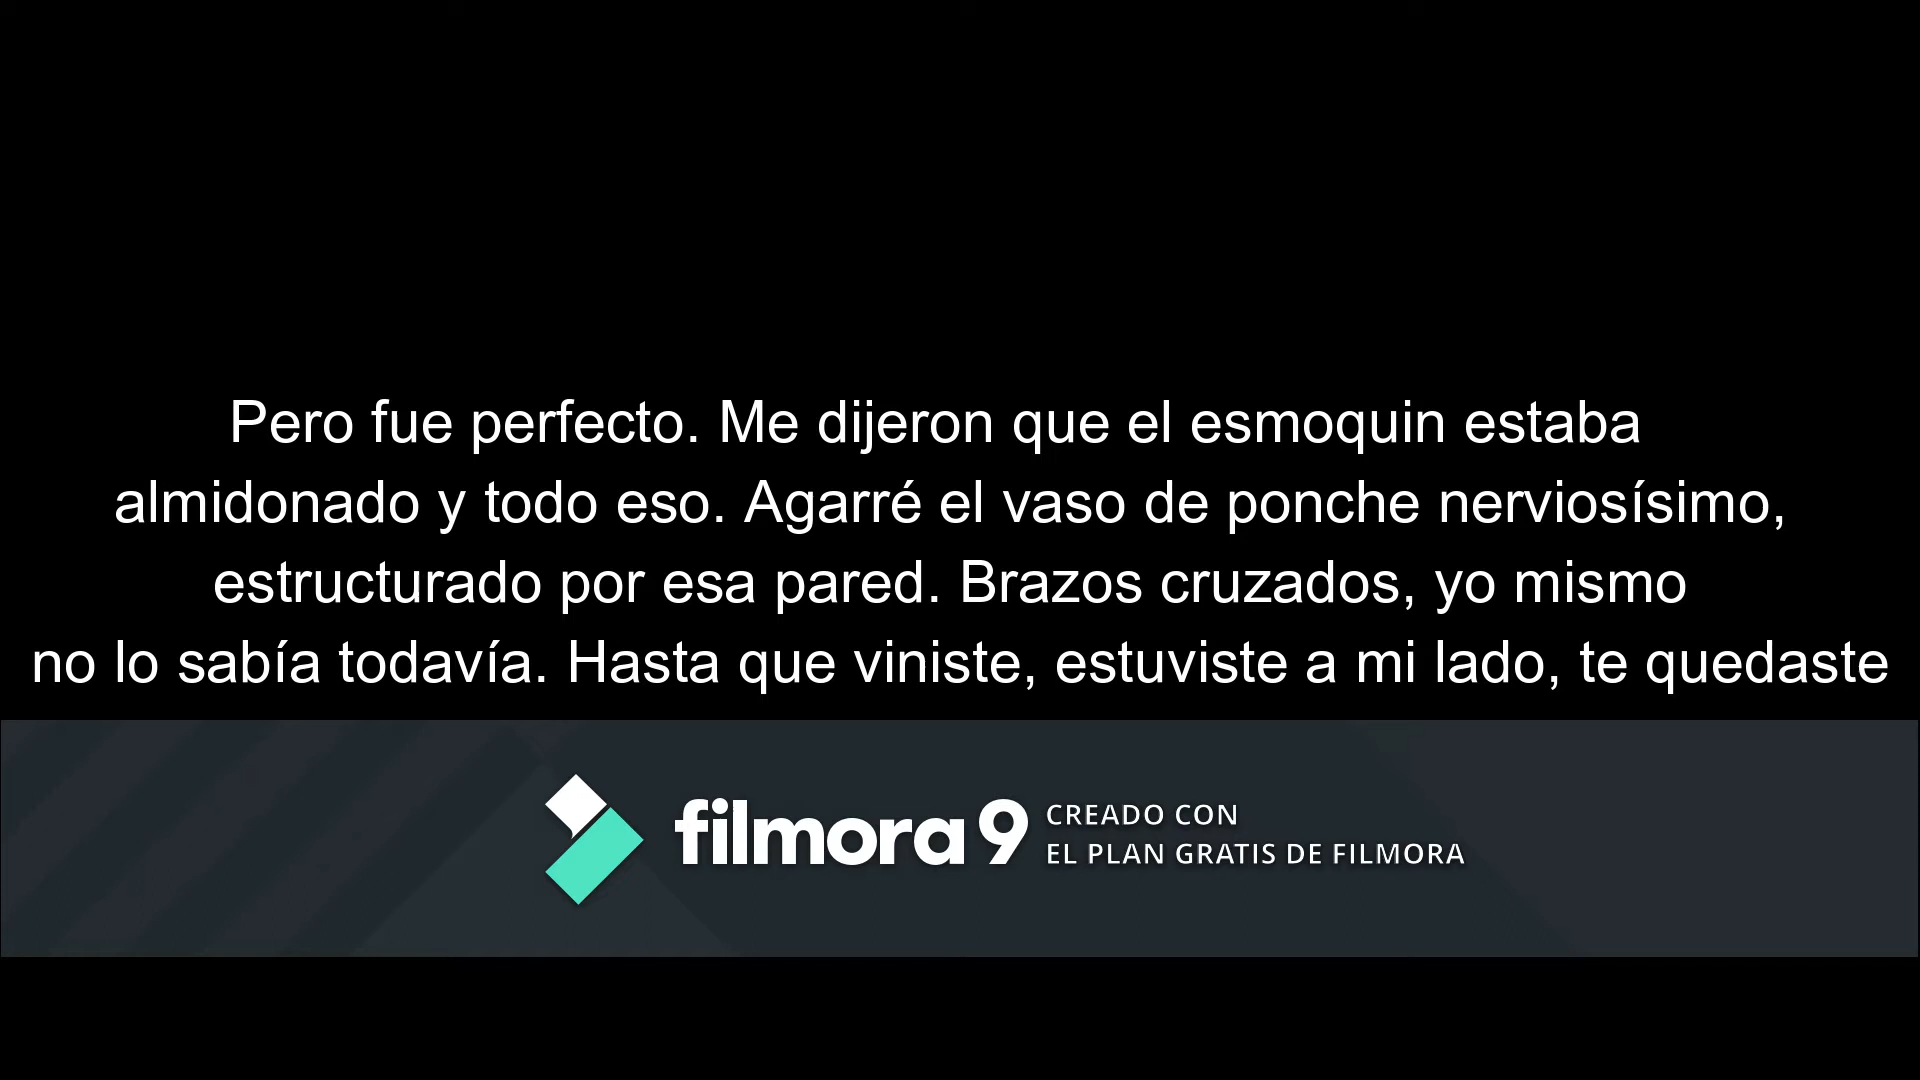 Pero fue perfecto. Me dijeron que el esmoquin estaba
almidonado y todo eso. Agarré el vaso de ponche nerviosísimo,
estructurado por esa pared. Brazos cruzados, yo mismo
no lo sabía todavía. Hasta que viniste, estuviste a mi lado, te quedaste
filmora 9
CREADO CON
EL PLAN GRATIS DE FILMORA